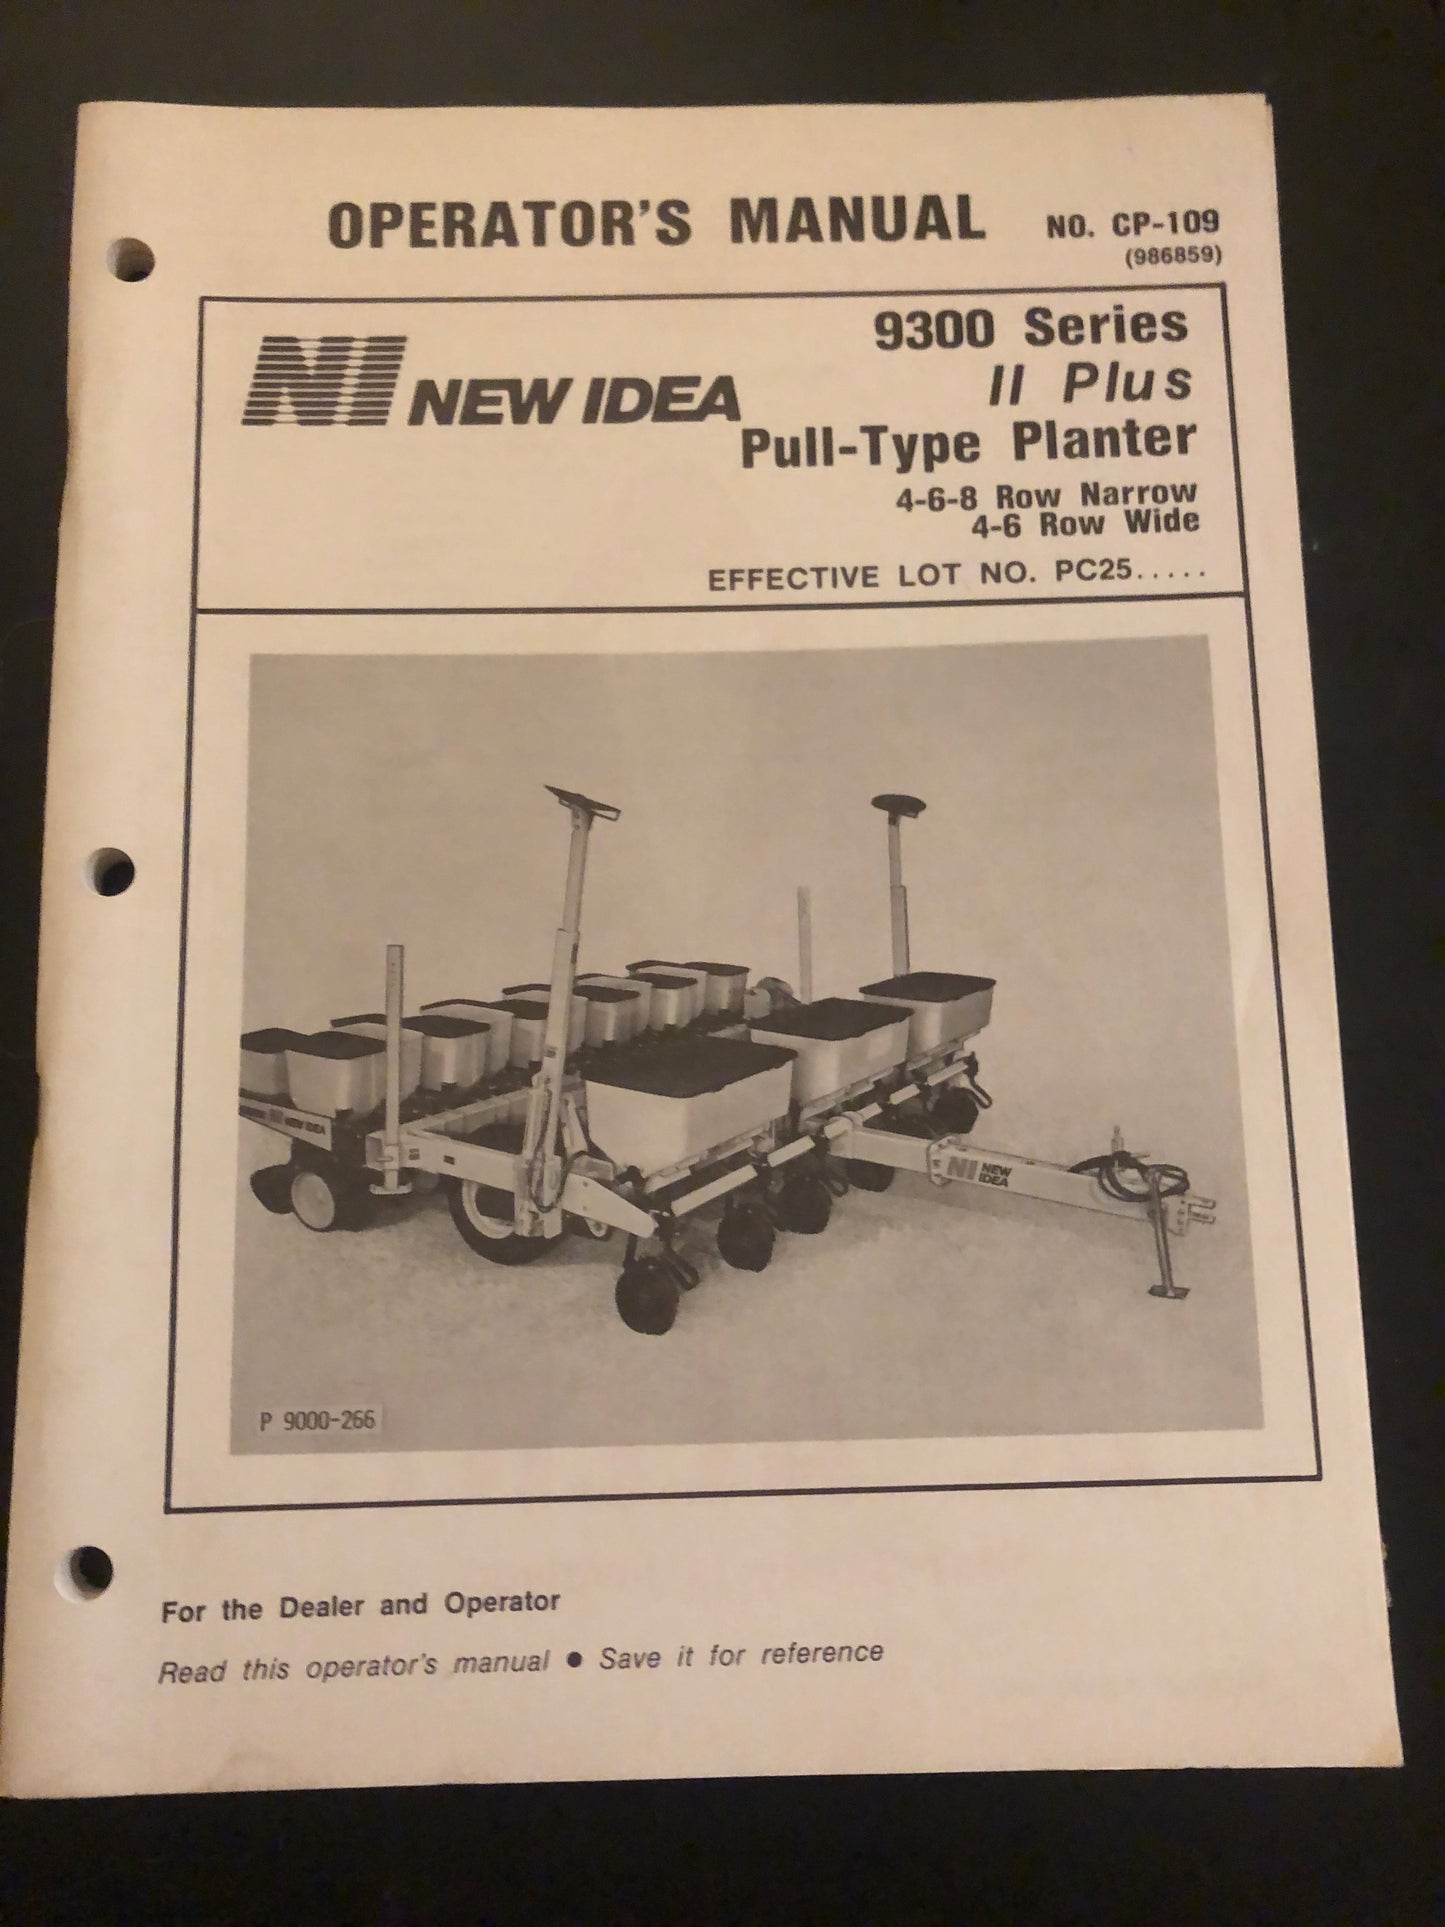 OPERATOR'S MANUAL NO. CP-109
(986859)
NI NEW IDEA
9300 Series
II Plus
Pull-Type Planter
4-6-8 Row Narrow
4-6 Row Wide
EFFECTIVE LOT NO. PC25.....
NEW IDEA
NI NEW
IDEA
P 9000-266
For the Dealer and Operator
Read this operator's manual ● Save it for reference